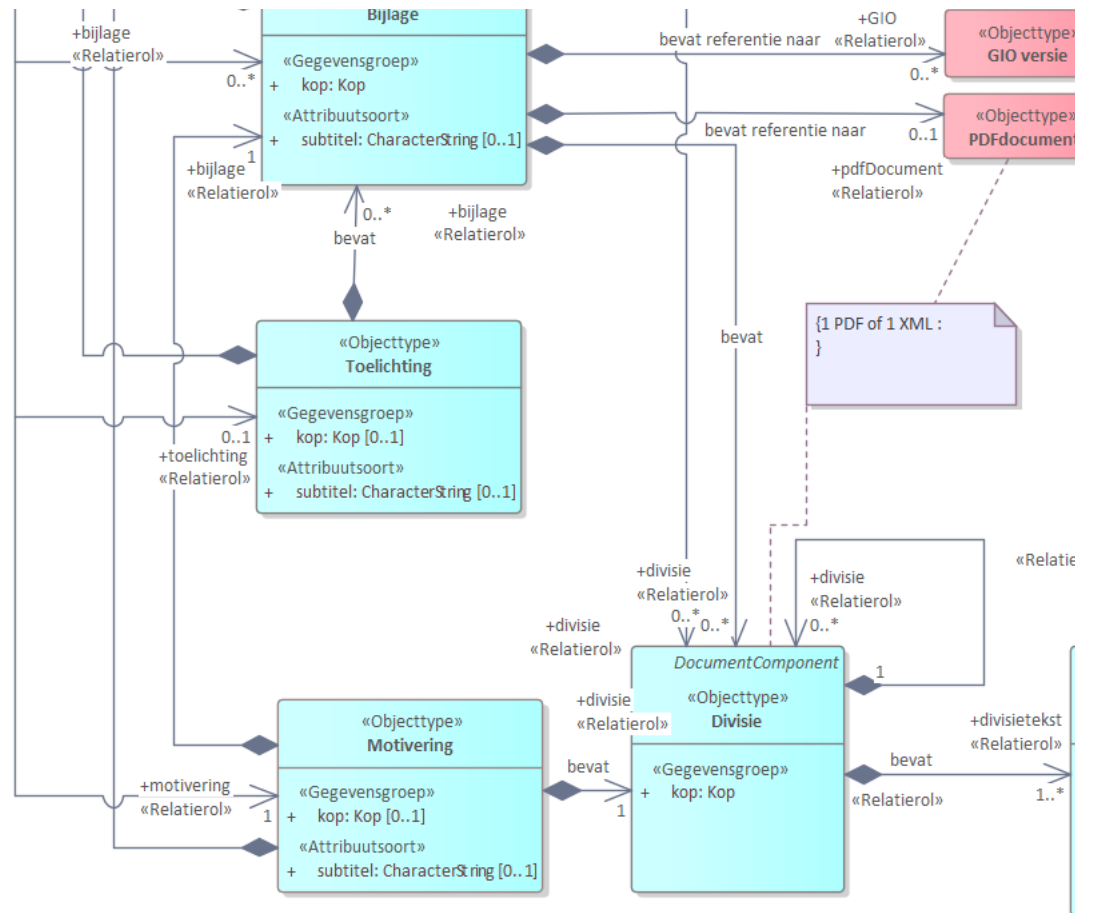 Bijlage
«Gegevensgroep»
+ kop: Kop
«Attribuutsoort»
+ subtitel: CharacterString [0..1]
+bijlage
«Relatierol»
0..*
+bijlage
1
«Relatierol»
bevat referentie naar
+GIO
«Relatierol»
0..*
«Objecttype»
GIO versie
bevat referentie naar
0..1
+pdfDocument
«Relatierol»
«Objecttype»
PDFdocument
0..*
bevat
+bijlage
«Relatierol»
«Objecttype»
Toelichting
«Gegevensgroep»
+ kop: Kop [0..1]
«Attribuutsoort»
+ subtitel: CharacterString [0..1]
0..1
+toelichting
«Relatierol»
bevat
{1 PDF of 1 XML :
}
+divisie
«Relatierol»
0..*
0..*
+divisie
«Relatierol»
0..*
«Relatie
+divisie
«Relatierol»
DocumentComponent
«Objecttype»
Divisie
«Gegevensgroep»
+ kop: Kop
1
+divisie
«Relatierol»
«Objecttype»
Motivering
«Gegevensgroep»
+ kop: Kop [0..1]
«Attribuutsoort»
+ subtitel: CharacterString [0..1]
+motivering
«Relatierol»
1
bevat
1
+divisietekst
«Relatierol»
bevat
1..*
«Relatierol»